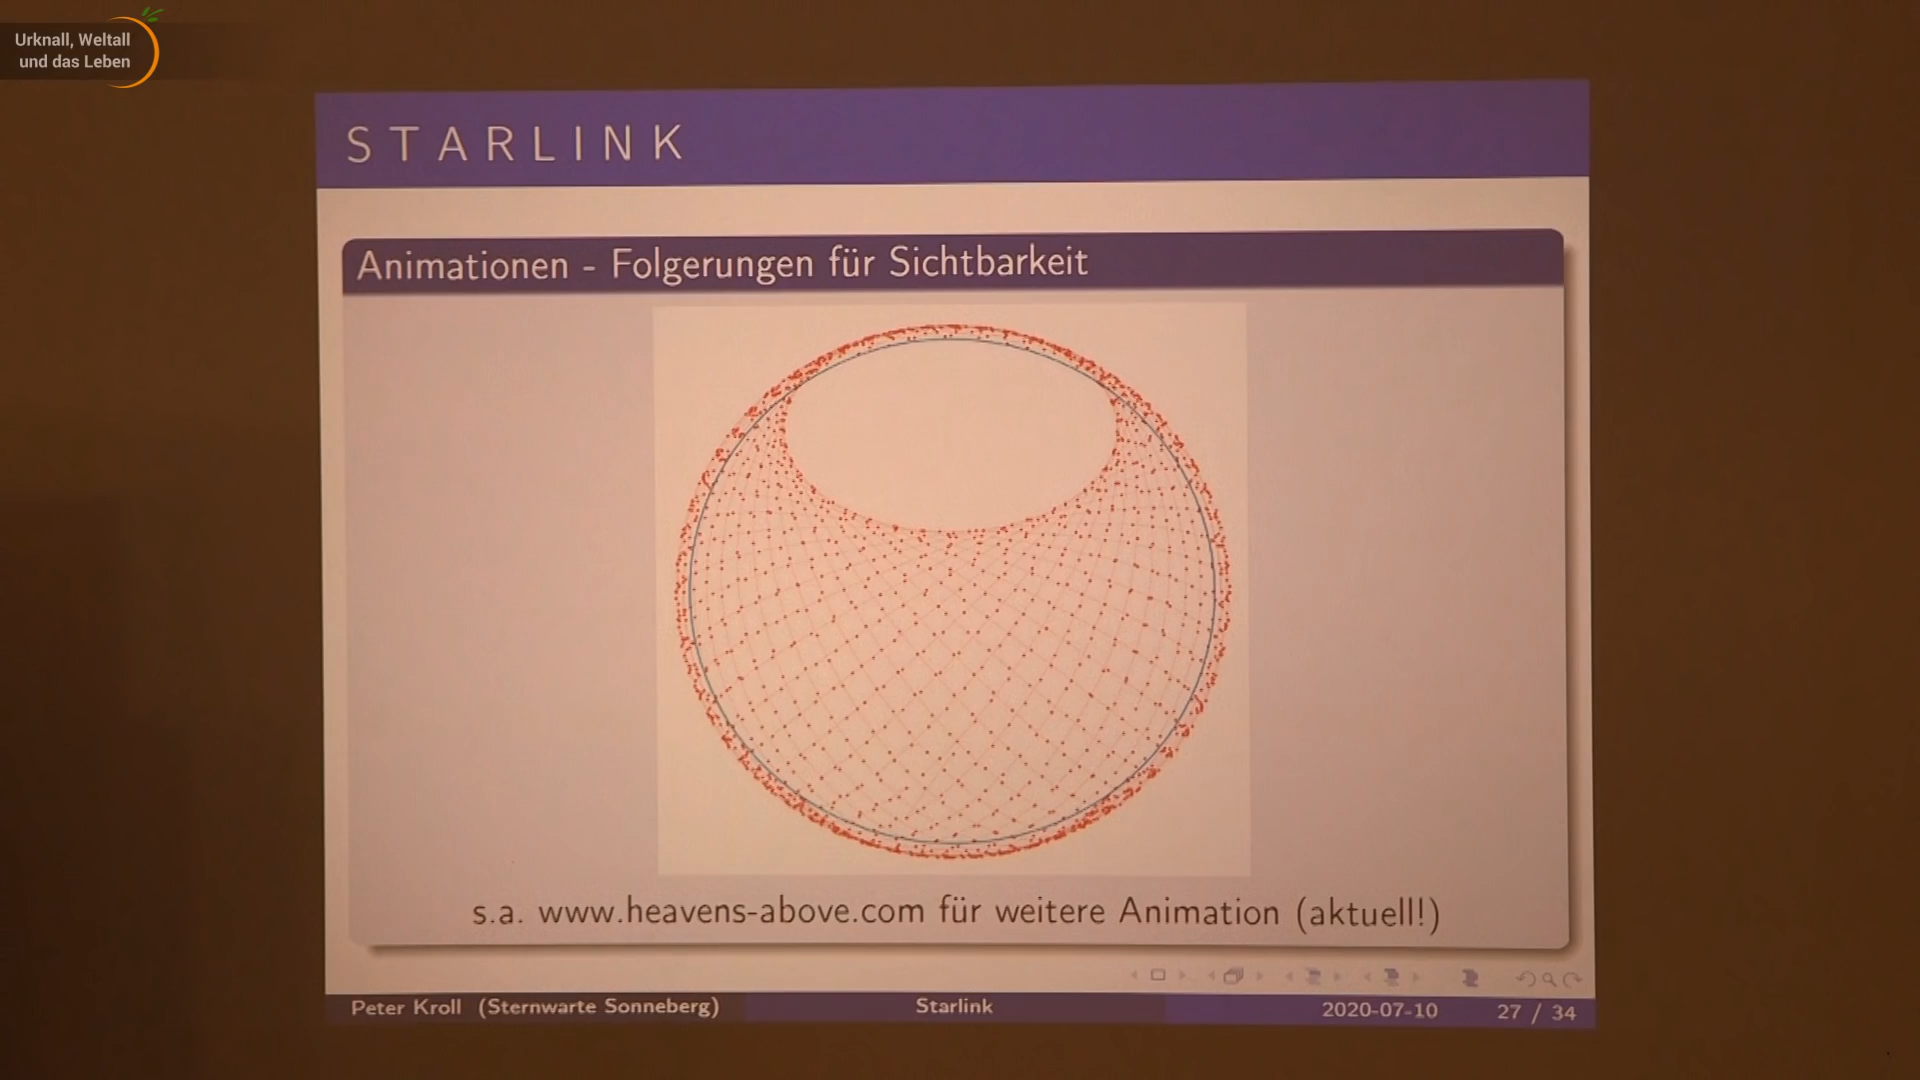 Urknall, Weltall
und das Leben
STARLINK
Animationen - Folgerungen für Sichtbarkeit
s.a. www.heavens-above.com für weitere Animation (aktuell!)
Peter Kroll (Sternwarte Sonneberg) Starlink 2020-07-10 27 / 34